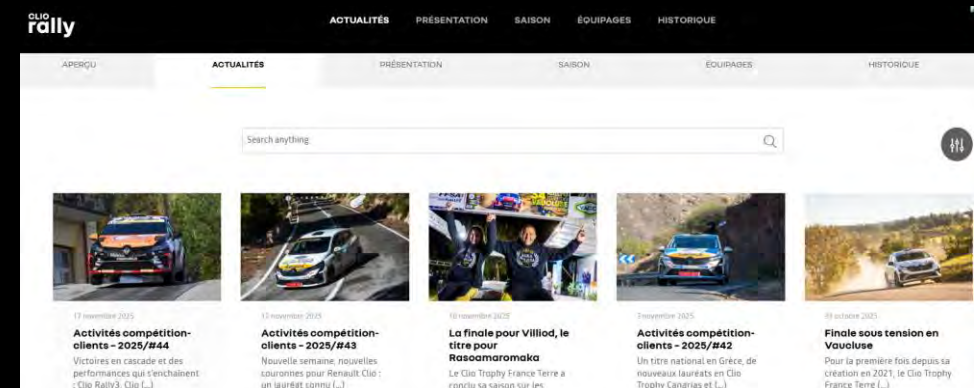 CLIO
rally
ACTUALITÉS PRÉSENTATION SAISON ÉQUIPAGES HISTORIQUE
APERÇU ACTUALITÉS PRÉSENTATION SAISON ÉQUIPAGES HISTORIQUE
Search anything
17 novembre 2025
Activités compétition-
clients – 2025/#44
Victoires en cascade et des
performances qui s'enchaînent
: Clio Rally3, Clio (...)
novembre 2025
Activités compétition-
clients – 2025/#43
Nouvelle semaine, nouvelles
couronnes pour Renault Clio :
un lauréat connu (...)
novembre 2025
La finale pour Villiod, le
titre pour
Rasoamaromaka
Le Clio Trophy France Terre a
conclu sa saison sur les
3 novembre 2025
Activités compétition-
clients – 2025/#42
Un titre national en Grèce, de
nouveaux lauréats en Clio
Trophy Canarias et (...)
octobre 2025
Finale sous tension en
Vaucluse
Pour la première fois depuis sa
création en 2021, le Clio Trophy
France Terre (...)